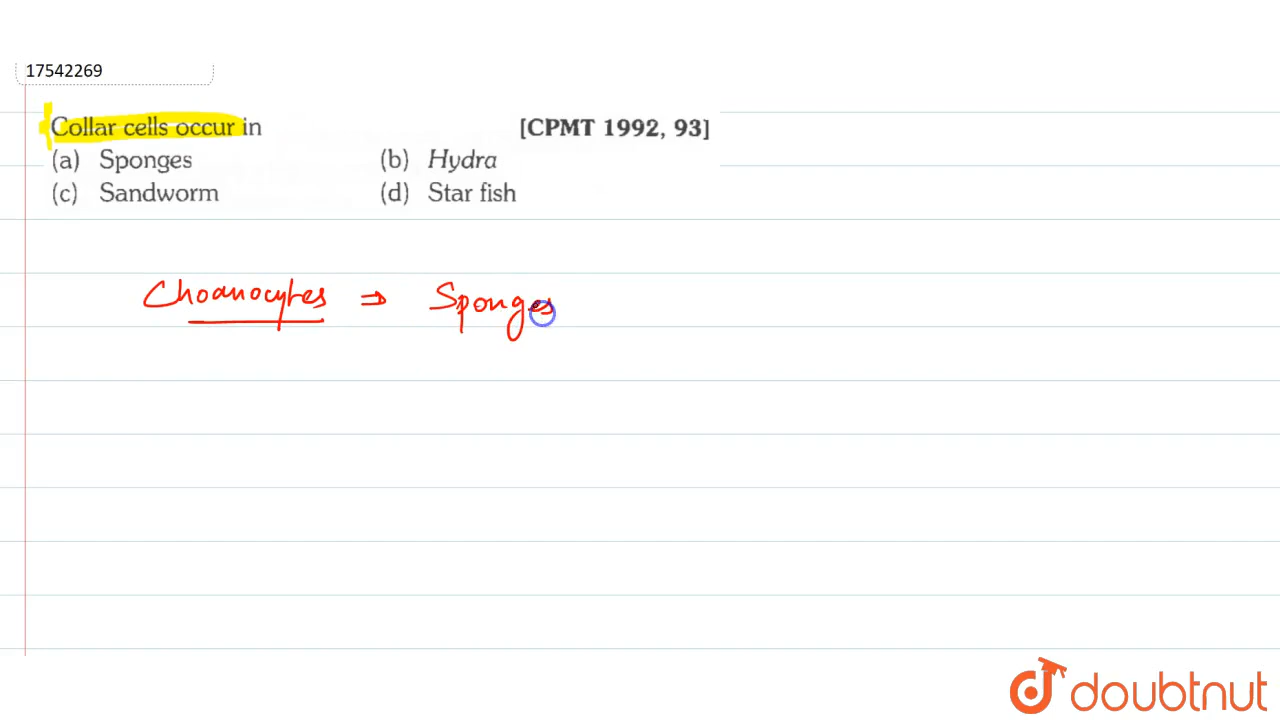 17542269
Collar cells occur in [CPMT 1992, 93]
(a) Sponges (b) Hydra
(c) Sandworm (d) Star fish
Choanocytes ⇒ Sponges
doubtnut